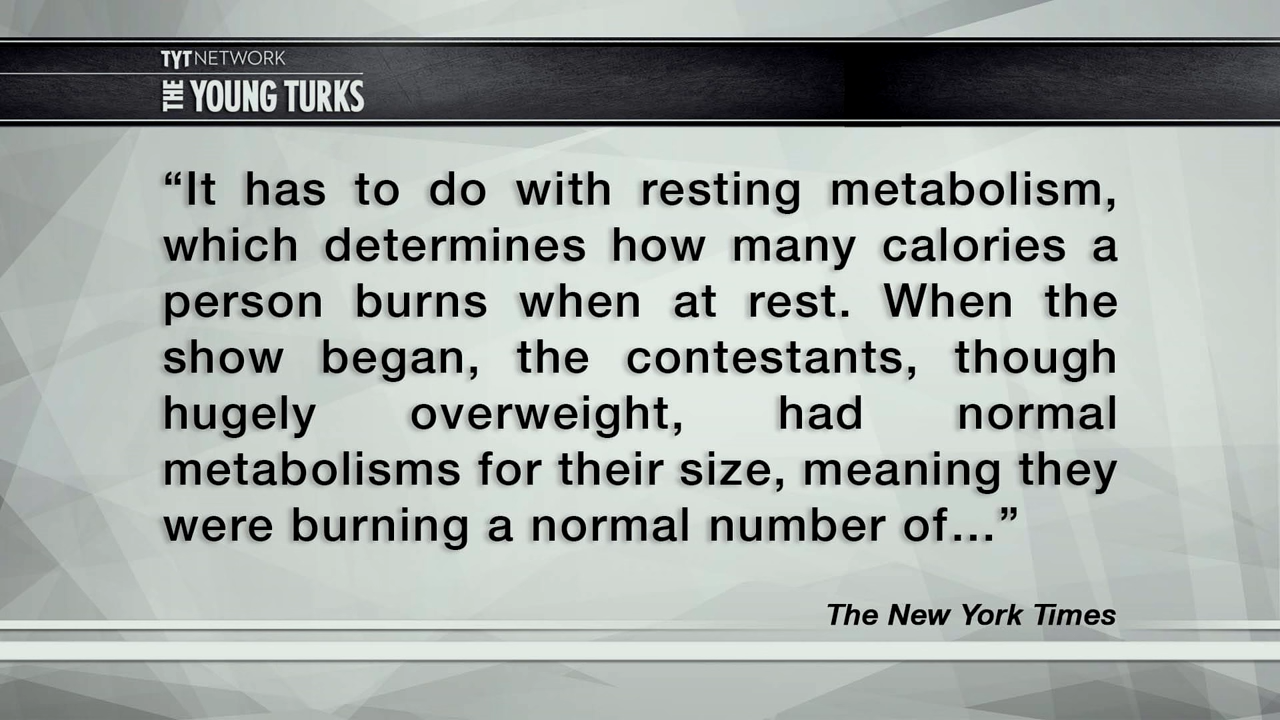 TYTNETWORK
THE YOUNG TURKS
“It has to do with resting metabolism,
which determines how many calories a
person burns when at rest. When the
show began, the contestants, though
hugely overweight, had normal
metabolisms for their size, meaning they
were burning a normal number of...”
The New York Times